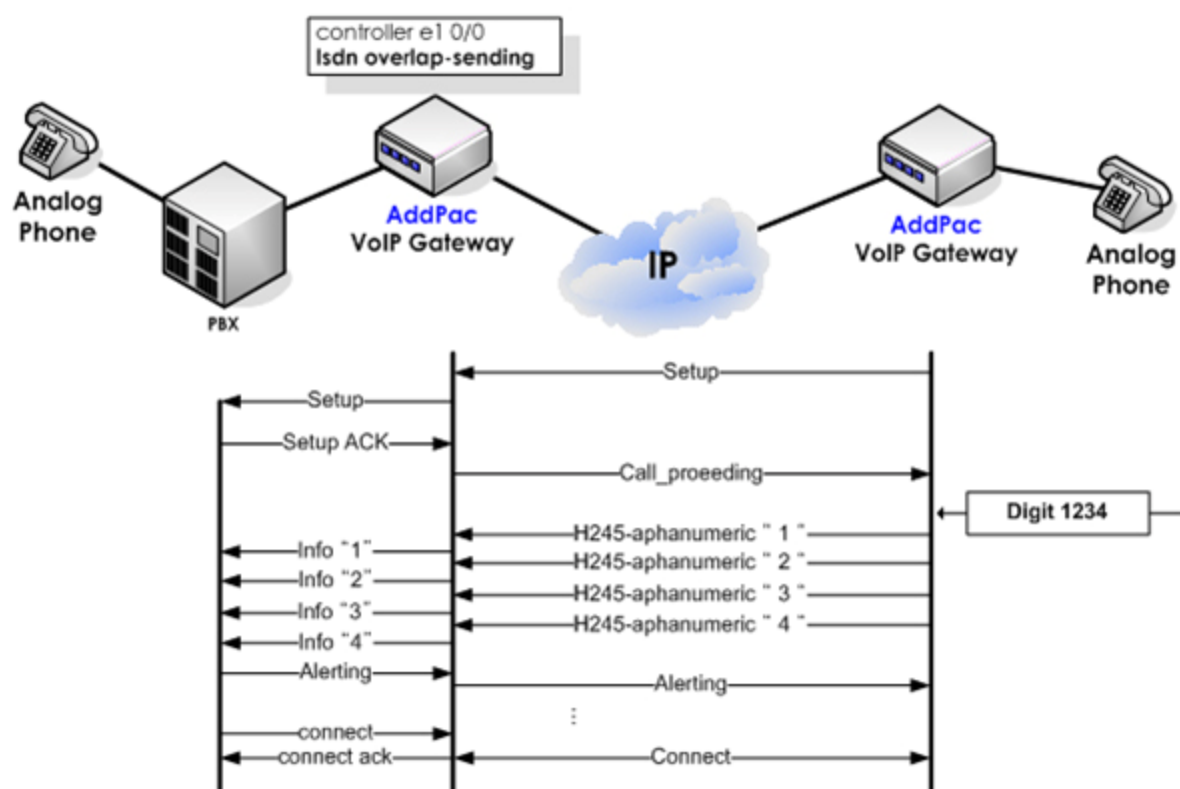 controller e1 0/0
Isdn overlap-sending
Analog
Phone
AddPac
VoIP Gateway
PBX
IP
AddPac
VoIP Gateway
Analog
Phone
Setup
Setup
Setup ACK
Call_proeeding
Digit 1234
H245-aphanumeric " 1 "
Info "1"
H245-aphanumeric " 2 "
Info "2"
H245-aphanumeric " 3 "
Info "3"
H245-aphanumeric " 4 "
Info "4"
Alerting
Alerting
connect
connect ack
Connect